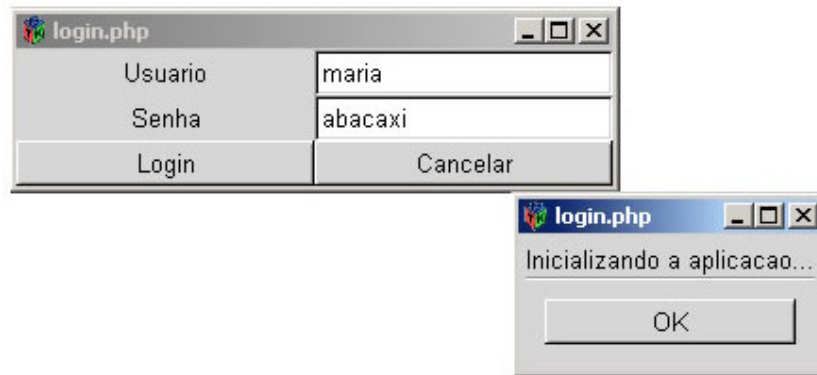 login.php
Usuario
maria
Senha
abacaxi
Login
Cancelar
login.php
Inicializando a aplicacao...
OK